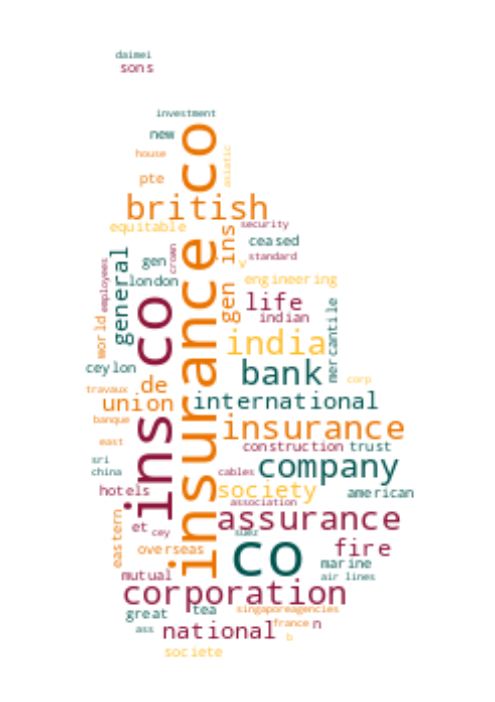 daimei
sons
investment
new
insurance co
house
asiatic
pte
british
equitable
security
gen ins
ceased
general
crown
standard
gen
v
employees
london
engineering
life
ins co
indian
world
mercantile
india
ceylon
bank
corp
de
travaux
union
international
banque
insurance
east
construction
trust
sri
company
china
cables
hotels
society
american
association
eastern
assurance
et
cey
suez
co
fire
overseas
marine
mutual
air lines
corporation
great
tea
singaporeagencies
france
n
ass
national
b
societe